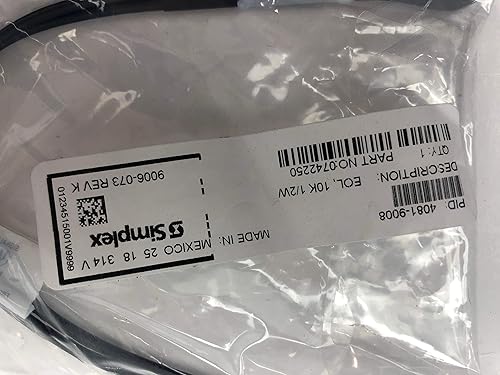 PID: 4081-9008
DESCRIPTION:
EOL, 10K 1/2W
QTY: 1
PART NO:0742250
MADE IN:
MEXICO 25 18 314 V
Simplex
9006-073 REV K
01234515001V9999